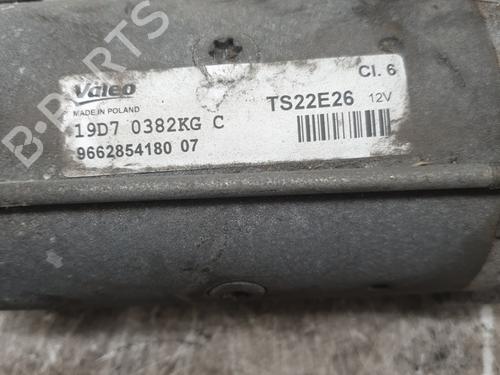 B-PARTS
Valeo
MADE IN POLAND
Cl. 6
TS22E26 12V
19D7 0382KG C
9662854180 07